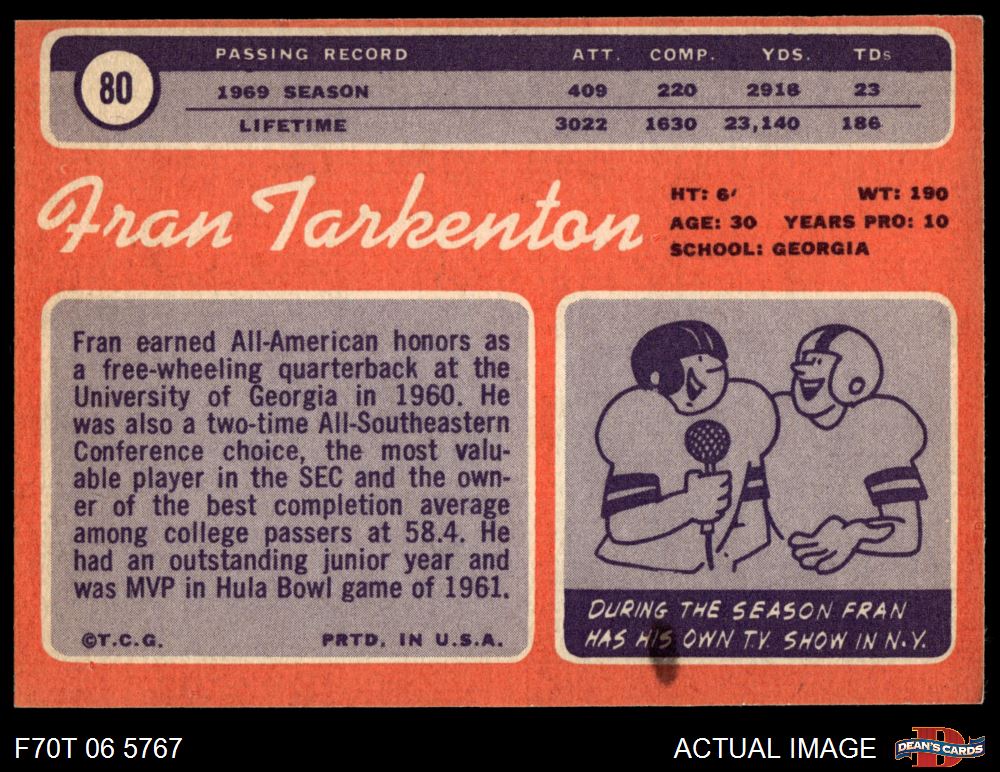 80
PASSING RECORD ATT. COMP. YDS. TDs
1969 SEASON 409 220 2918 23
LIFETIME 3022 1630 23,140 186
Fran Tarkenton
HT: 6' WT: 190
AGE: 30 YEARS PRO: 10
SCHOOL: GEORGIA
Fran earned All-American honors as
a free-wheeling quarterback at the
University of Georgia in 1960. He
was also a two-time All-Southeastern
Conference choice, the most valu-
able player in the SEC and the own-
er of the best completion average
among college passers at 58.4. He
had an outstanding junior year and
was MVP in Hula Bowl game of 1961.
©T.C.G. PRTD. IN U.S.A.
DURING THE SEASON FRAN
HAS HIS OWN T.V. SHOW IN N.Y.
F70T 06 5767
ACTUAL IMAGE
D
DEAN'S CARDS